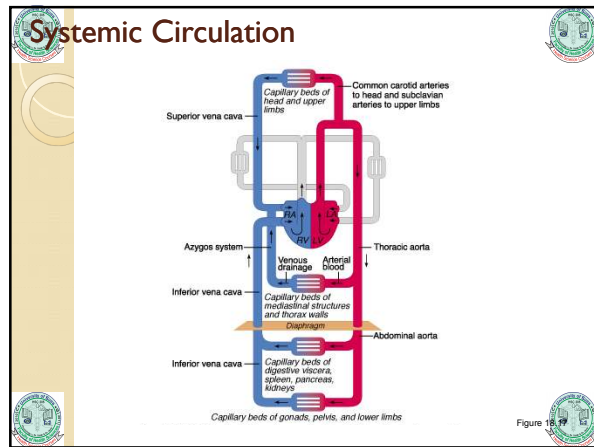 Systemic Circulation
Capillary beds of
head and upper
limbs
Common carotid arteries
to head and subclavian
arteries to upper limbs
Superior vena cava
RA
LA
RV
LV
Azygos system
Venous
drainage
Arterial
blood
Thoracic aorta
Inferior vena cava
Capillary beds of
mediastinal structures
and thorax walls
Diaphragm
Abdominal aorta
Inferior vena cava
Capillary beds of
digestive viscera,
spleen, pancreas,
kidneys
Capillary beds of gonads, pelvis, and lower limbs
Figure 18.17